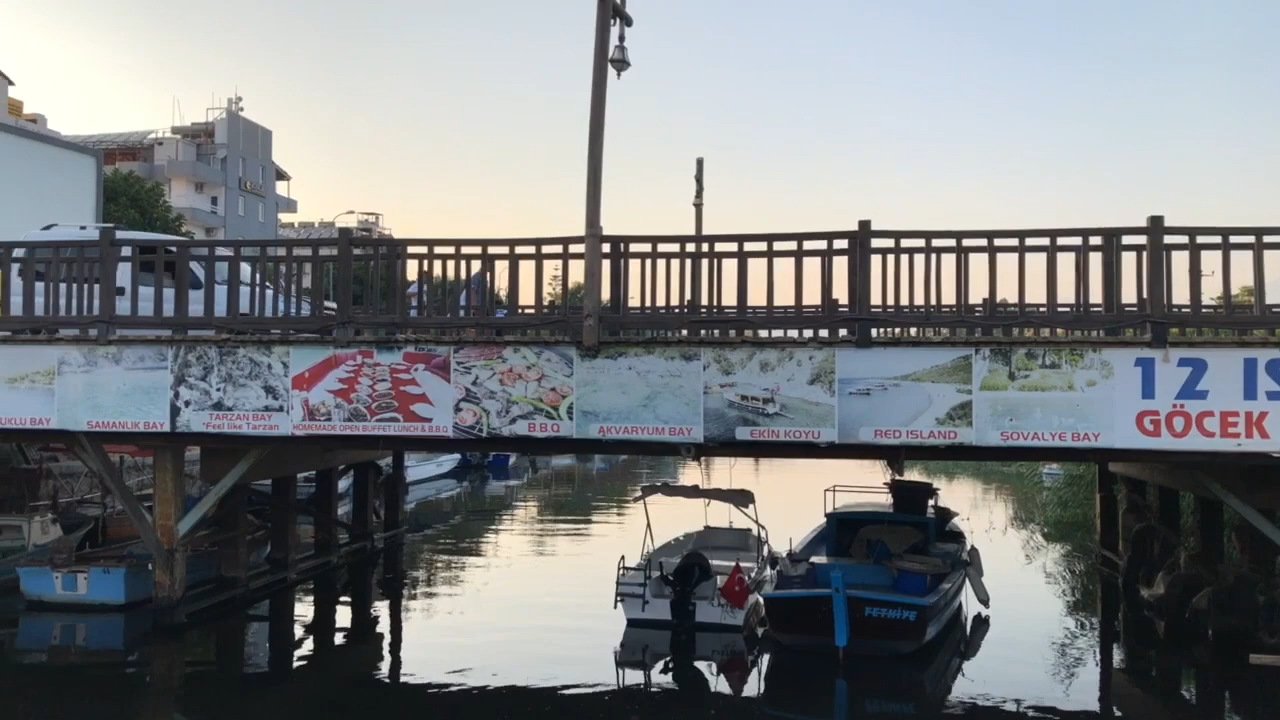 UKLU BAY
SAMANLIK BAY
TARZAN BAY
"Feel like Tarzan
HOMEMADE OPEN BUFFET LUNCH & B.B.Q
B.B.Q
AKVARYUM BAY
EKİN KOYU
RED ISLAND
ŞOVALYE BAY
12 IS
GÖCEK
FETHİYE